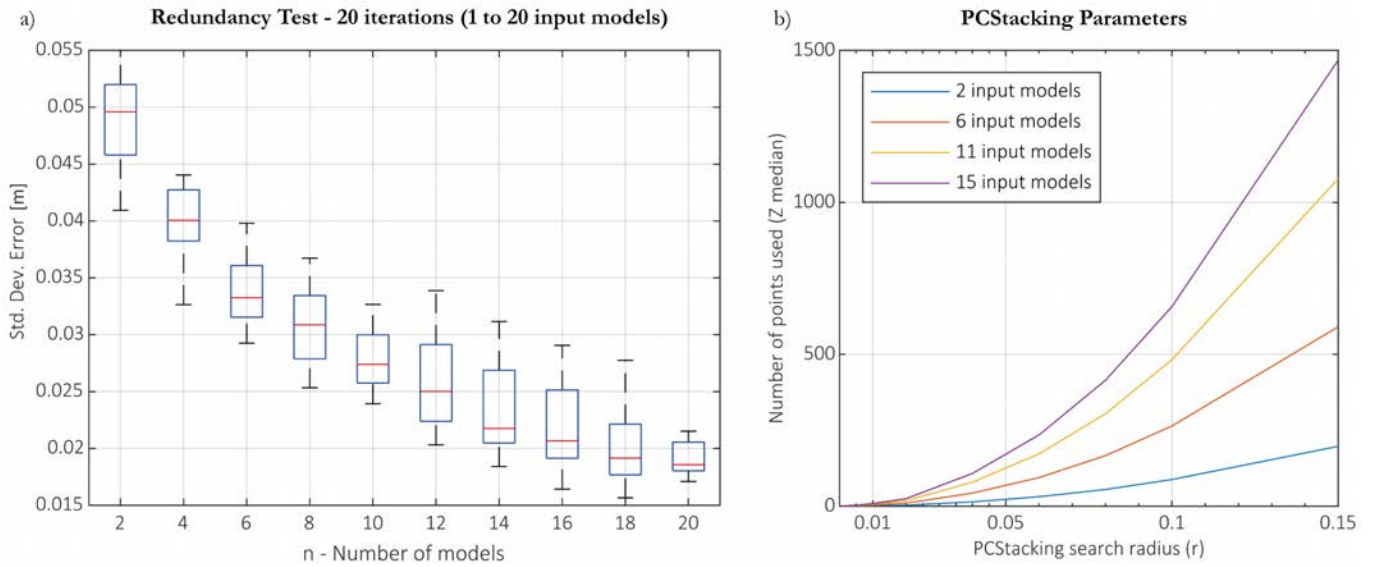 a)
Redundancy Test - 20 iterations (1 to 20 input models)
0.055
0.05
0.045
0.04
0.035
0.03
0.025
0.02
0.015
Std. Dev. Error [m]
2 4 6 8 10 12 14 16 18 20
n - Number of models
b)
PCStacking Parameters
1500
1000
500
0
Number of points used (Z median)
2 input models
6 input models
11 input models
15 input models
0.01 0.05 0.1 0.15
PCStacking search radius (r)